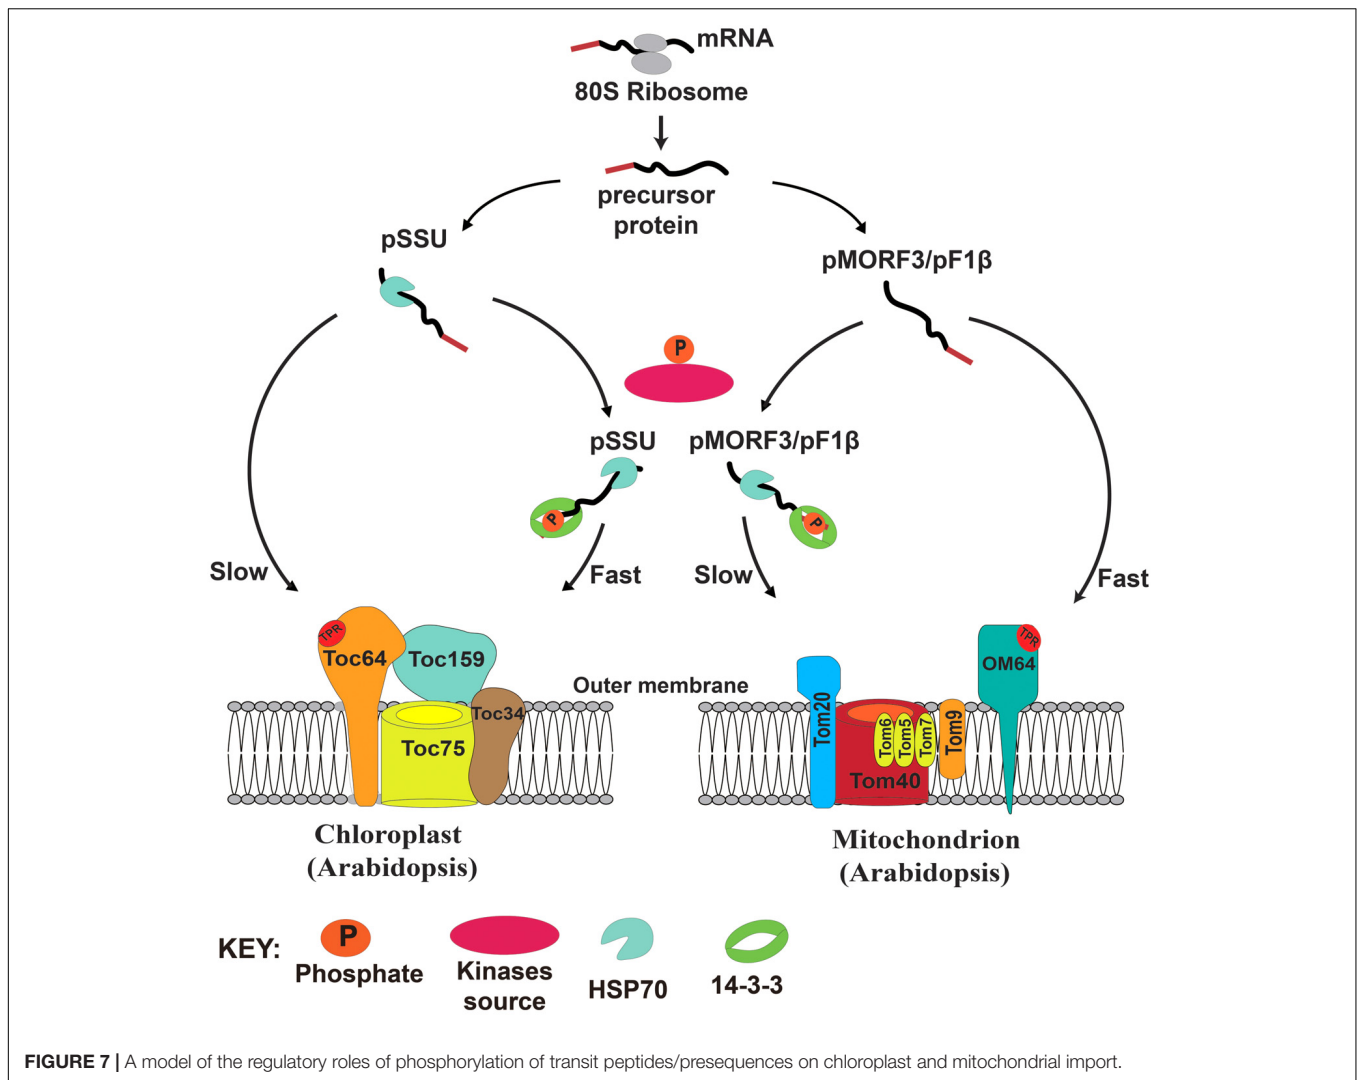 mRNA
80S Ribosome
precursor
protein
pSSU
pMORF3/pF1β
P
pSSU
pMORF3/pF1β
P
P
Slow
Fast
Slow
Fast
TPR
Toc64
Toc159
Toc34
Toc75
Outer membrane
TPR
OM64
Tom20
Tom6
Tom5
Tom7
Tom9
Tom40
Chloroplast
(Arabidopsis)
Mitochondrion
(Arabidopsis)
KEY:
P
Phosphate
Kinases
source
HSP70
14-3-3
FIGURE 7 | A model of the regulatory roles of phosphorylation of transit peptides/presequences on chloroplast and mitochondrial import.